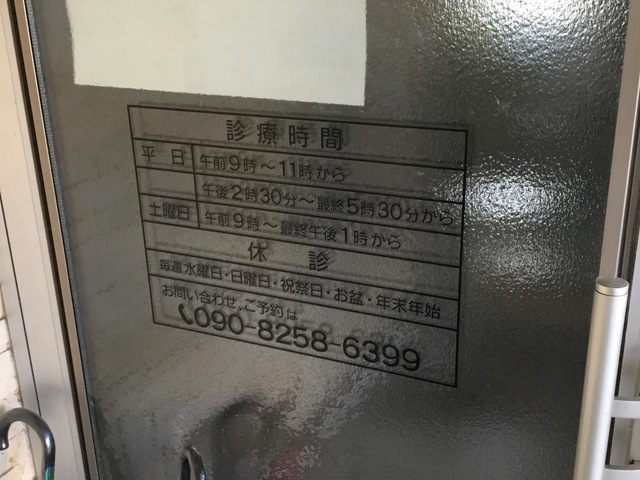 診療時間
平日 午前9時～11時から
午後2時30分～最終5時30分から
土曜日 午前9時～最終午後1時から
休診
毎週水曜日・日曜日・祝祭日・お盆・年末年始
お問い合わせ、ご予約は
090-8258-6399